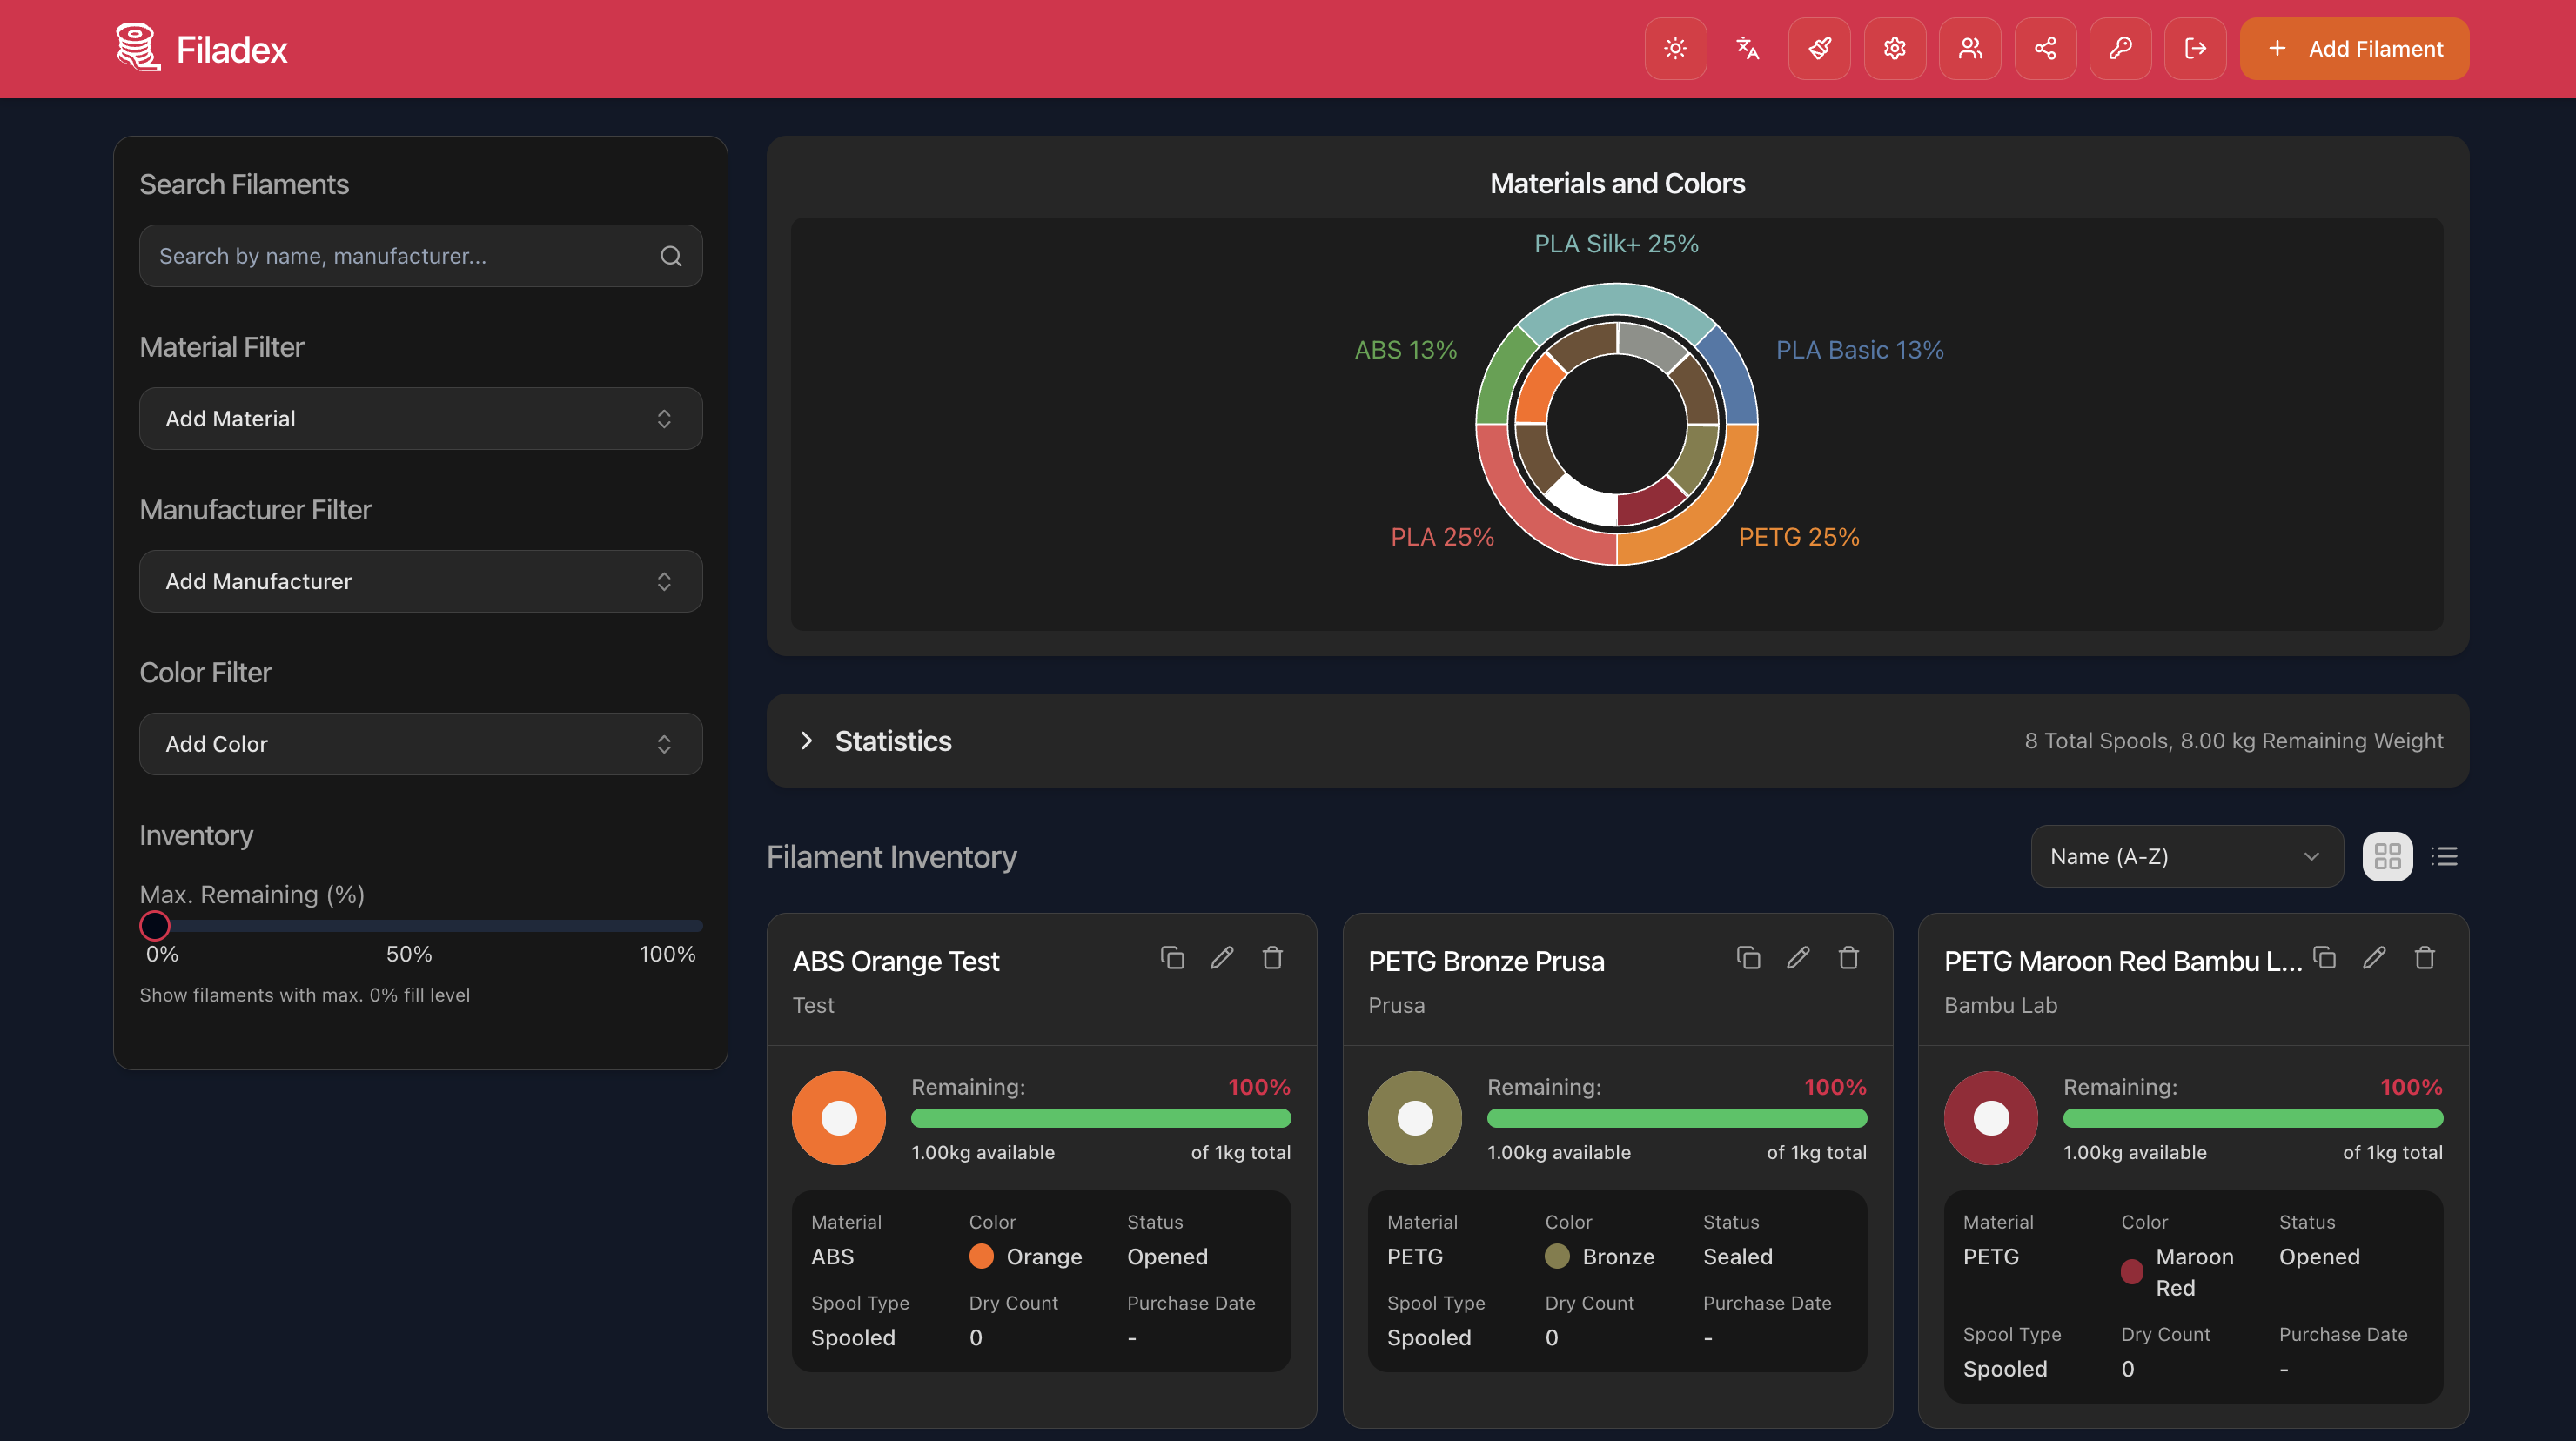 Filadex
Add Filament
Search Filaments
Search by name, manufacturer...
Material Filter
Add Material
Manufacturer Filter
Add Manufacturer
Color Filter
Add Color
Inventory
Max. Remaining (%)
0% 50% 100%
Show filaments with max. 0% fill level
Materials and Colors
PLA Silk+ 25%
ABS 13%
PLA Basic 13%
PLA 25%
PETG 25%
Statistics
8 Total Spools, 8.00 kg Remaining Weight
Filament Inventory
Name (A-Z)
ABS Orange Test
Test
Remaining: 100%
1.00kg available of 1kg total
Material Color Status
ABS Orange Opened
Spool Type Dry Count Purchase Date
Spooled 0 -
PETG Bronze Prusa
Prusa
Remaining: 100%
1.00kg available of 1kg total
Material Color Status
PETG Bronze Sealed
Spool Type Dry Count Purchase Date
Spooled 0 -
PETG Maroon Red Bambu L...
Bambu Lab
Remaining: 100%
1.00kg available of 1kg total
Material Color Status
PETG Maroon Opened
Red
Spool Type Dry Count Purchase Date
Spooled 0 -